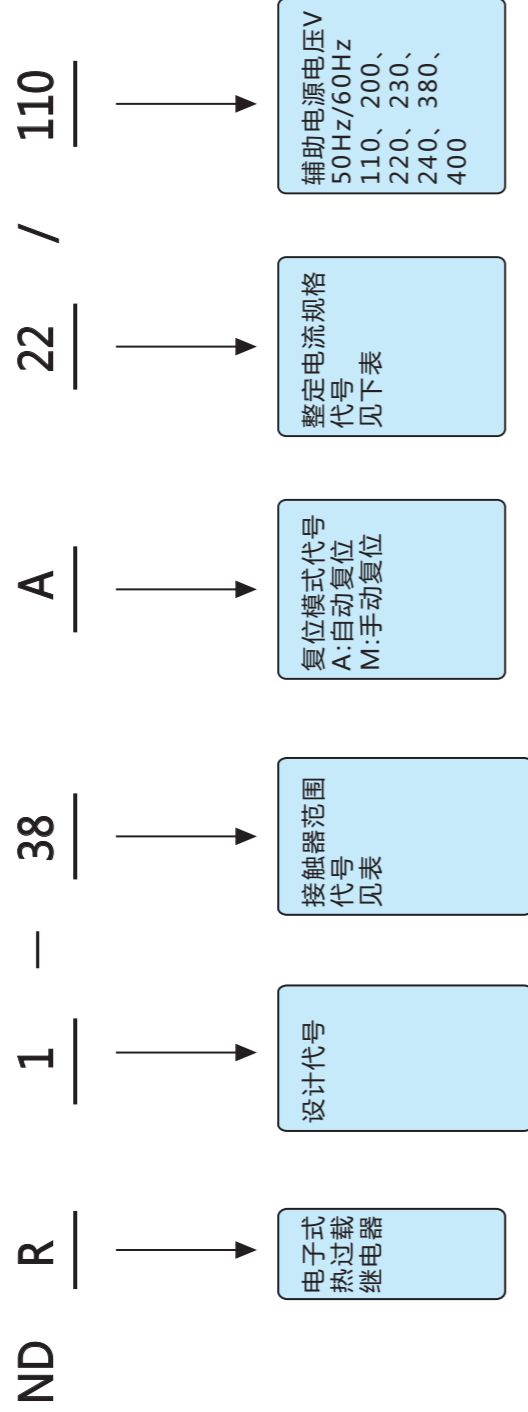 ND R 1 — 38 A 22 / 110
电子式
热过载
继电器
设计代号
接触器范围
代号
见表
复位模式代号
A:自动复位
M:手动复位
整定电流规格
代号
见下表
辅助电源电压V
50Hz/60Hz
110、200、
220、230、
240、380、
400